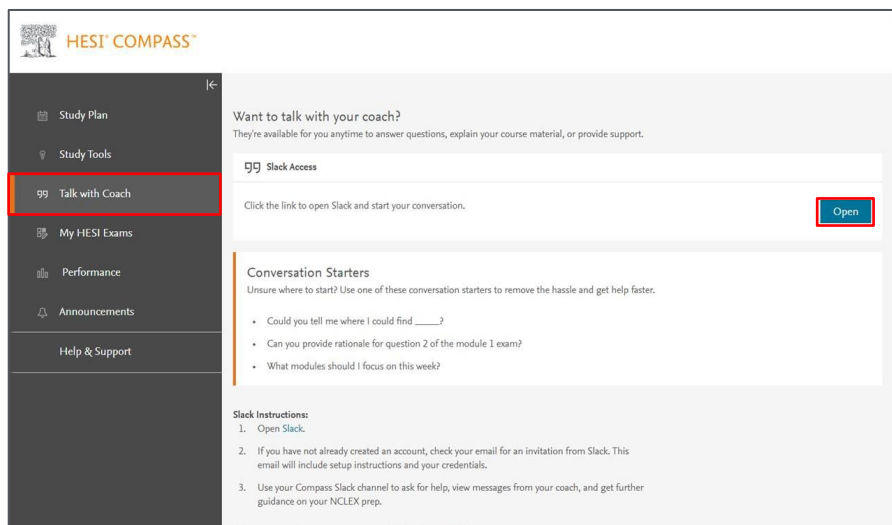 HESI® COMPASS™
Study Plan
Study Tools
Talk with Coach
My HESI Exams
Performance
Announcements
Help & Support
Want to talk with your coach?
They're available for you anytime to answer questions, explain your course material, or provide support.
Slack Access
Click the link to open Slack and start your conversation.
Open
Conversation Starters
Unsure where to start? Use one of these conversation starters to remove the hassle and get help faster.
• Could you tell me where I could find _____?
• Can you provide rationale for question 2 of the module 1 exam?
• What modules should I focus on this week?
Slack Instructions:
1. Open Slack.
2. If you have not already created an account, check your email for an invitation from Slack. This
email will include setup instructions and your credentials.
3. Use your Compass Slack channel to ask for help, view messages from your coach, and get further
guidance on your NCLEX prep.